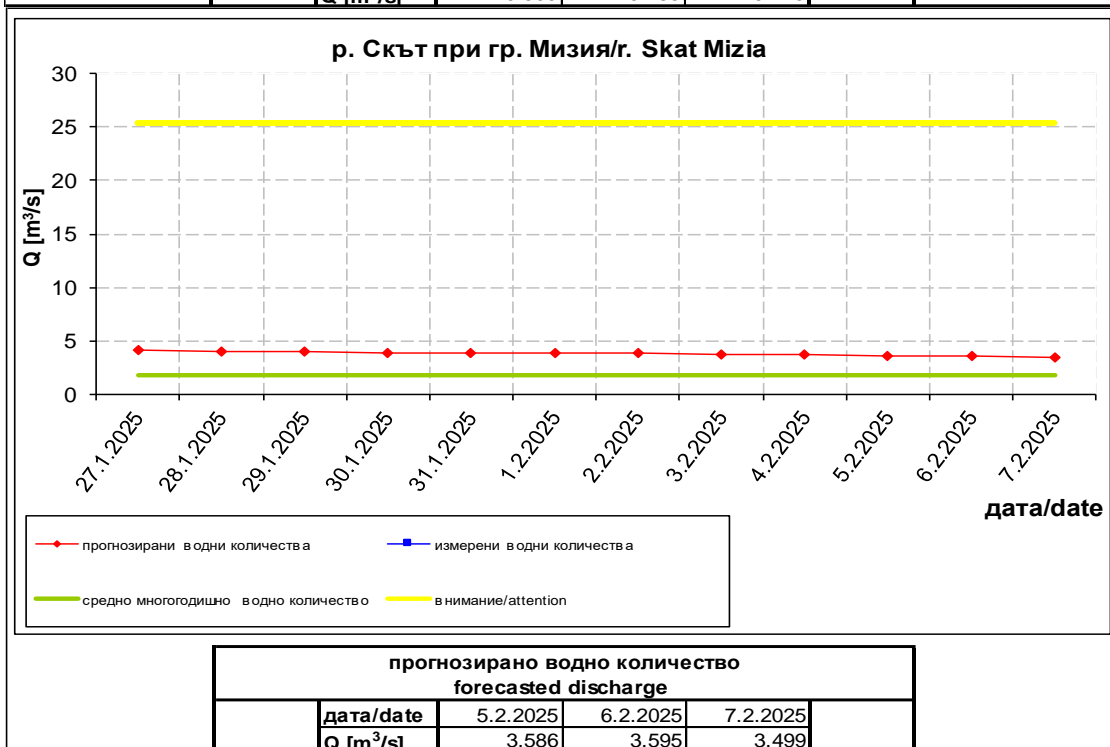 Q [m³/s]
р. Скът при гр. Мизия/r. Skat Mizia
30
25
20
15
10
5
0
Q [m³/s]
27.1.2025
28.1.2025
29.1.2025
30.1.2025
31.1.2025
1.2.2025
2.2.2025
3.2.2025
4.2.2025
5.2.2025
6.2.2025
7.2.2025
дата/date
прогнозирани водни количества
измерени водни количества
средно многогодишно водно количество
внимание/attention
прогнозирано водно количество
forecasted discharge
дата/date 5.2.2025 6.2.2025 7.2.2025
Q [m³/s] 3.586 3.595 3.499